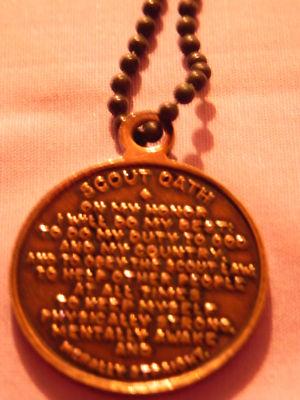 SCOUT OATH
ON MY HONOR
I WILL DO MY BEST:
TO DO MY DUTY TO GOD
AND MY COUNTRY,
AND TO OBEY THE SCOUT LAW.
TO HELP OTHER PEOPLE
AT ALL TIMES
TO KEEP MYSELF
PHYSICALLY STRONG,
MENTALLY AWAKE
AND
MORALLY STRAIGHT.